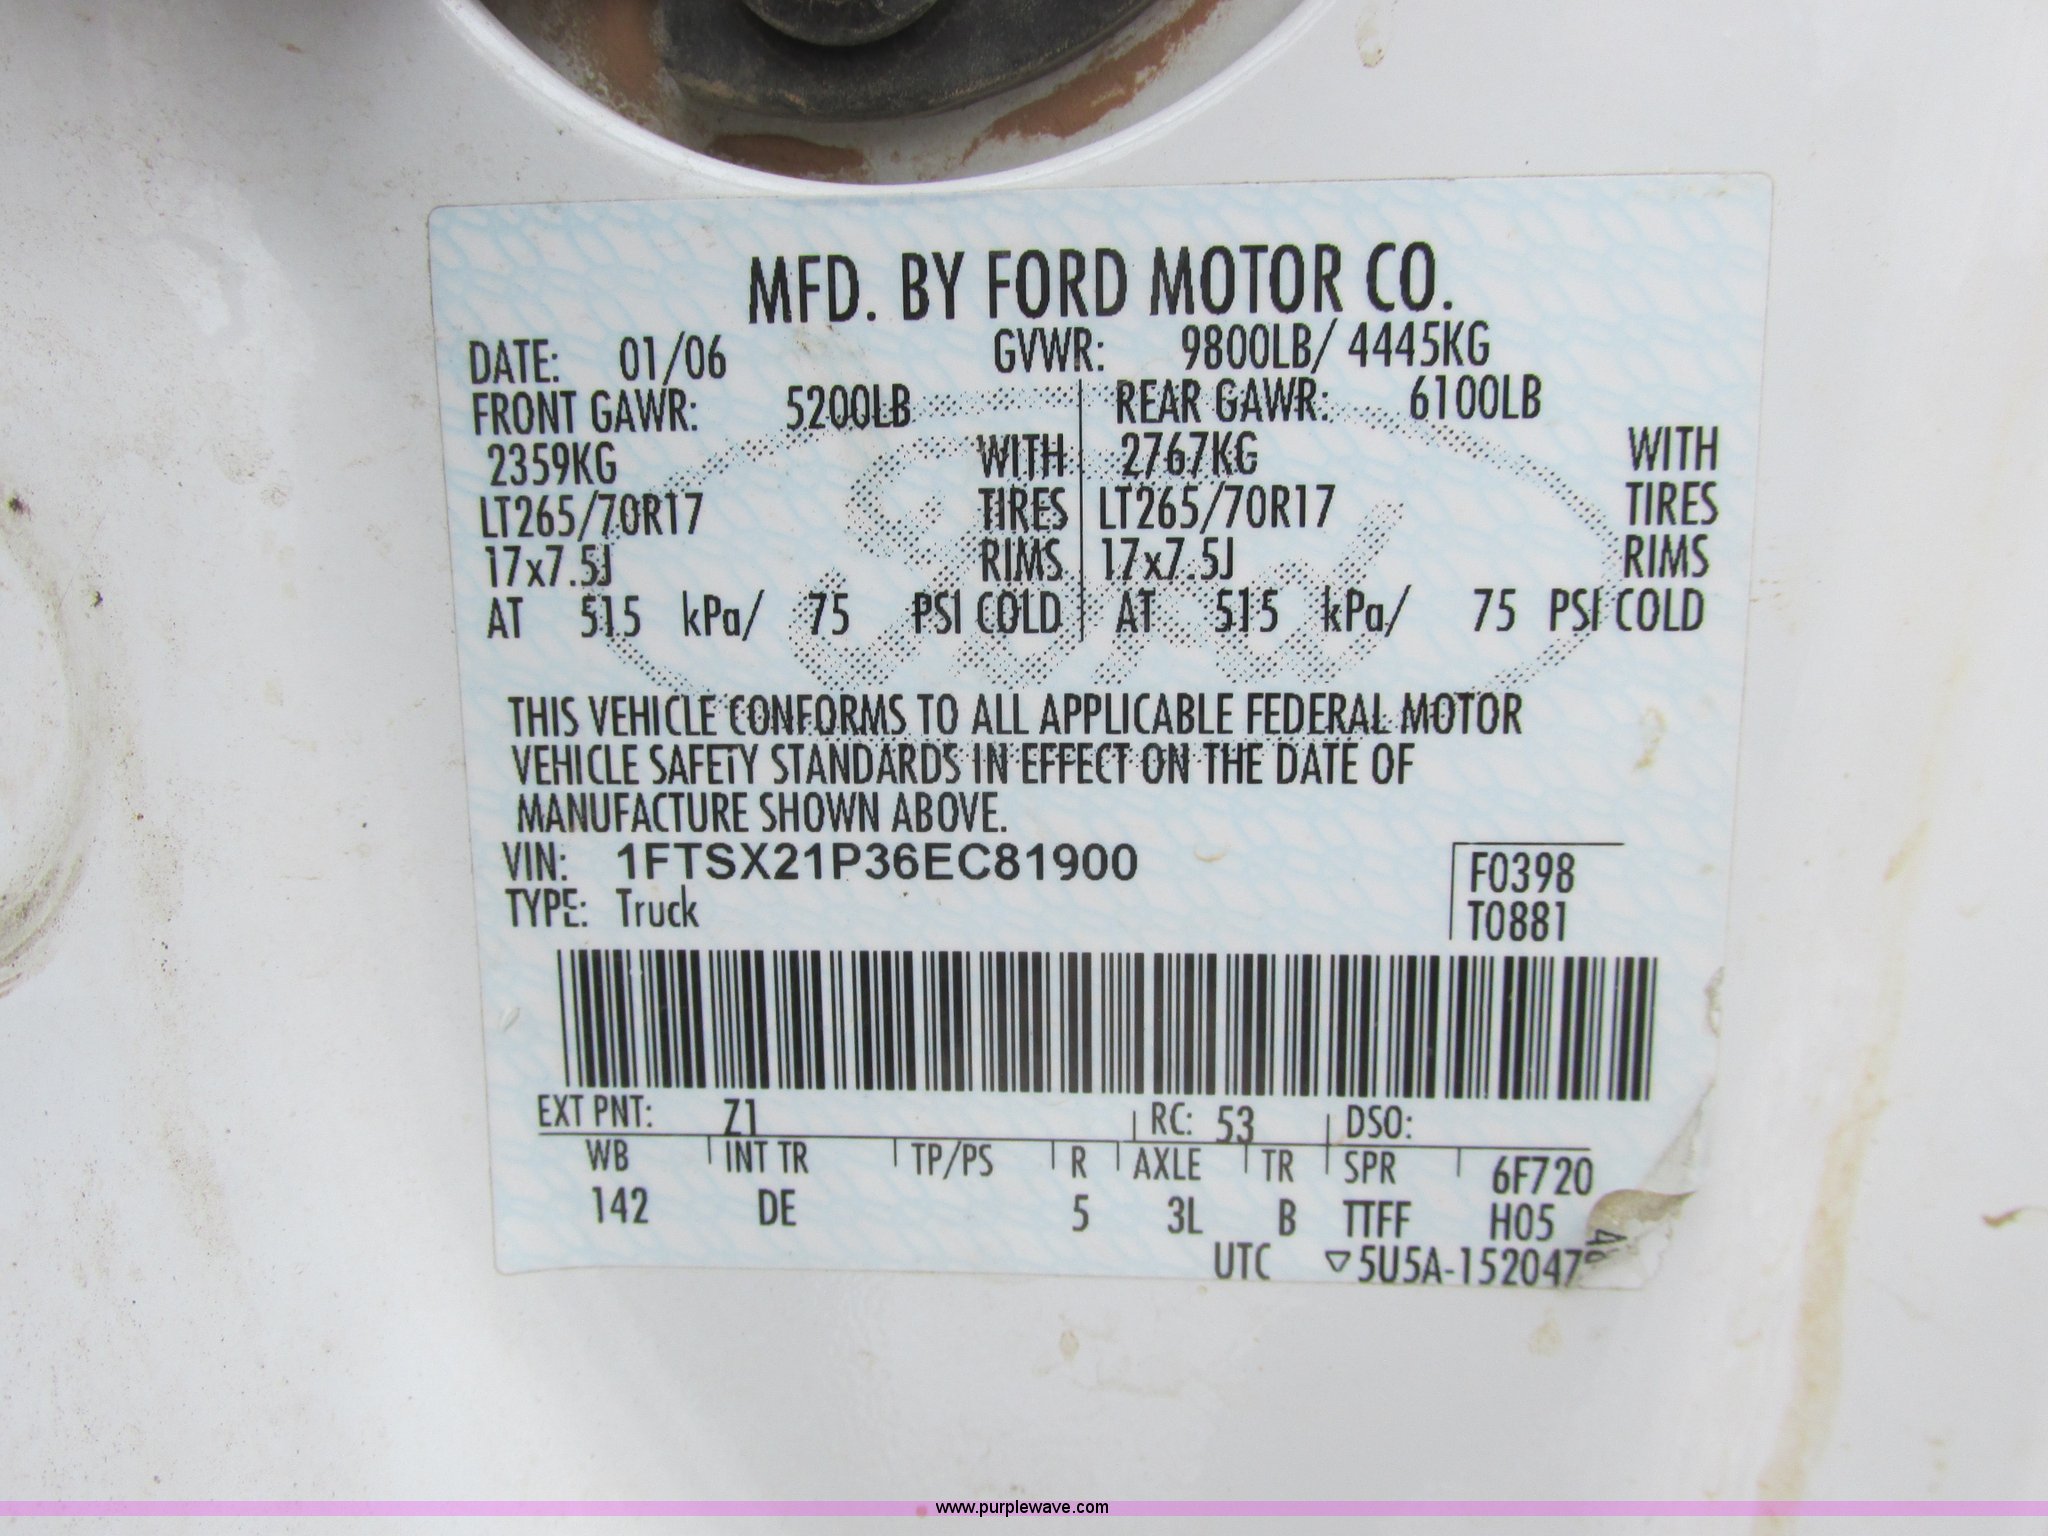 MFD. BY FORD MOTOR CO.
DATE: 01/06 GVWR: 9800LB/ 4445KG
FRONT GAWR: 5200LB REAR GAWR: 6100LB
2359KG WITH 2767KG WITH
LT265/70R17 TIRES LT265/70R17 TIRES
17x7.5J RIMS 17x7.5J RIMS
AT 515 kPa/ 75 PSI COLD AT 515 kPa/ 75 PSI COLD
Ford
THIS VEHICLE CONFORMS TO ALL APPLICABLE FEDERAL MOTOR
VEHICLE SAFETY STANDARDS IN EFFECT ON THE DATE OF
MANUFACTURE SHOWN ABOVE.
VIN: 1FTSX21P36EC81900 F0398
TYPE: Truck T0881
EXT PNT: Z1 RC: 53 DSO:
WB INT TR TP/PS R AXLE TR SPR 6F720
142 DE 5 3L B TTFF H05
UTC ▽5U5A-152047
www.purplewave.com